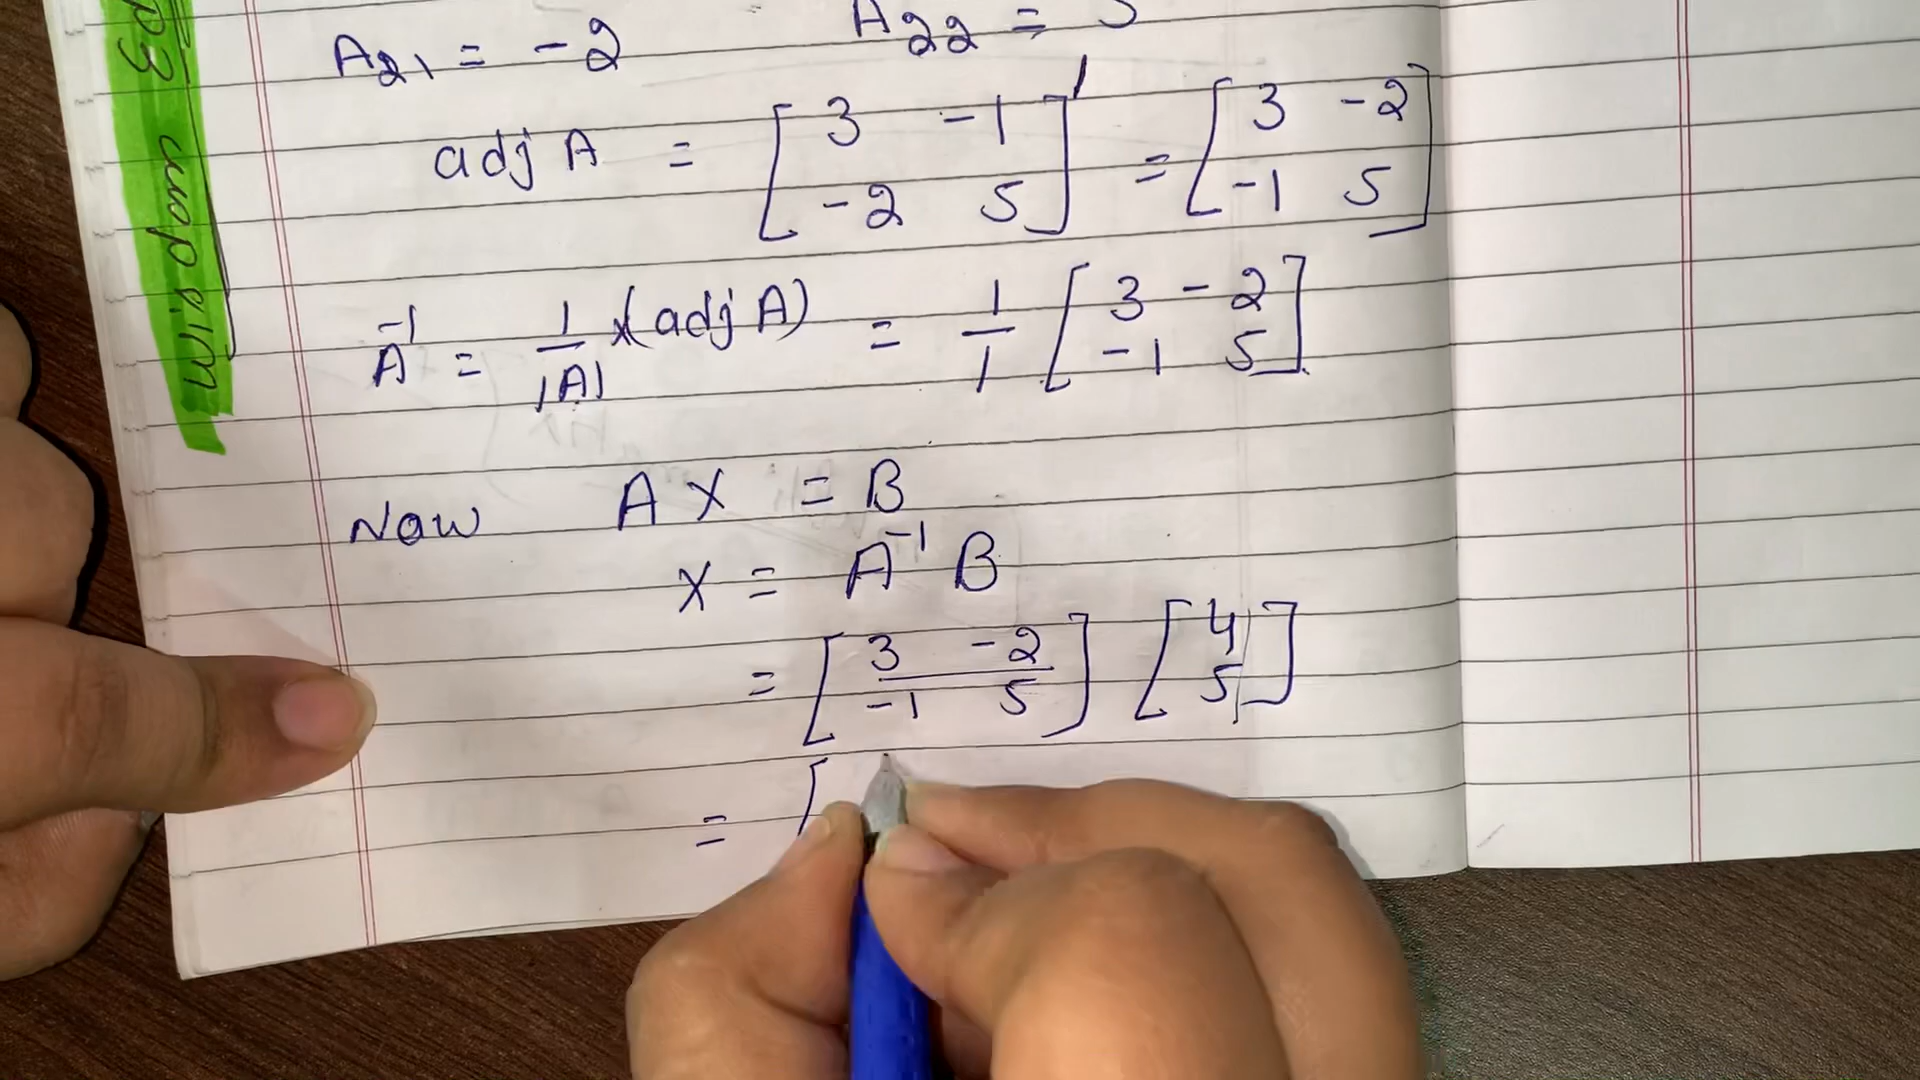 A21 = -2 A22 = 5
adj A = [3 -1 -2 5]' = [3 -2 -1 5]
A^-1 = 1/|A| x (adj A) = 1/1 [3 -2 -1 5]
Now AX = B
X = A^-1 B
= [3 -2 -1 5] [4 5]
= [